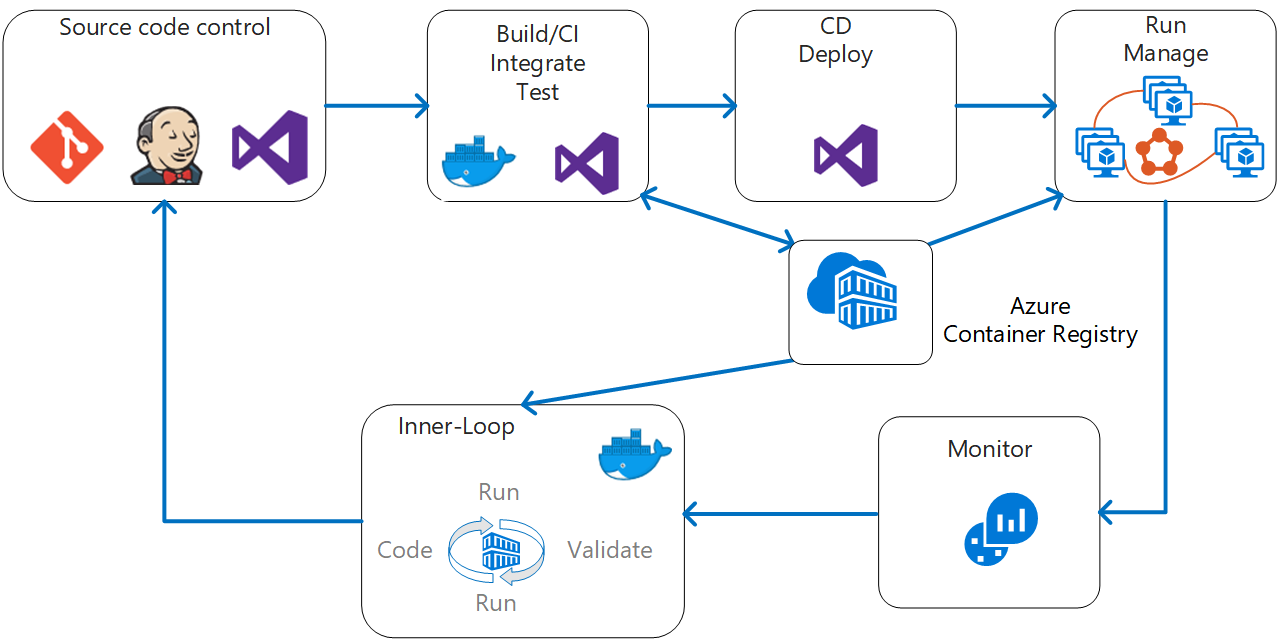 Source code control
Build/CI
Integrate
Test
CD
Deploy
Run
Manage
Azure
Container Registry
Inner-Loop
Run
Code
Validate
Run
Monitor